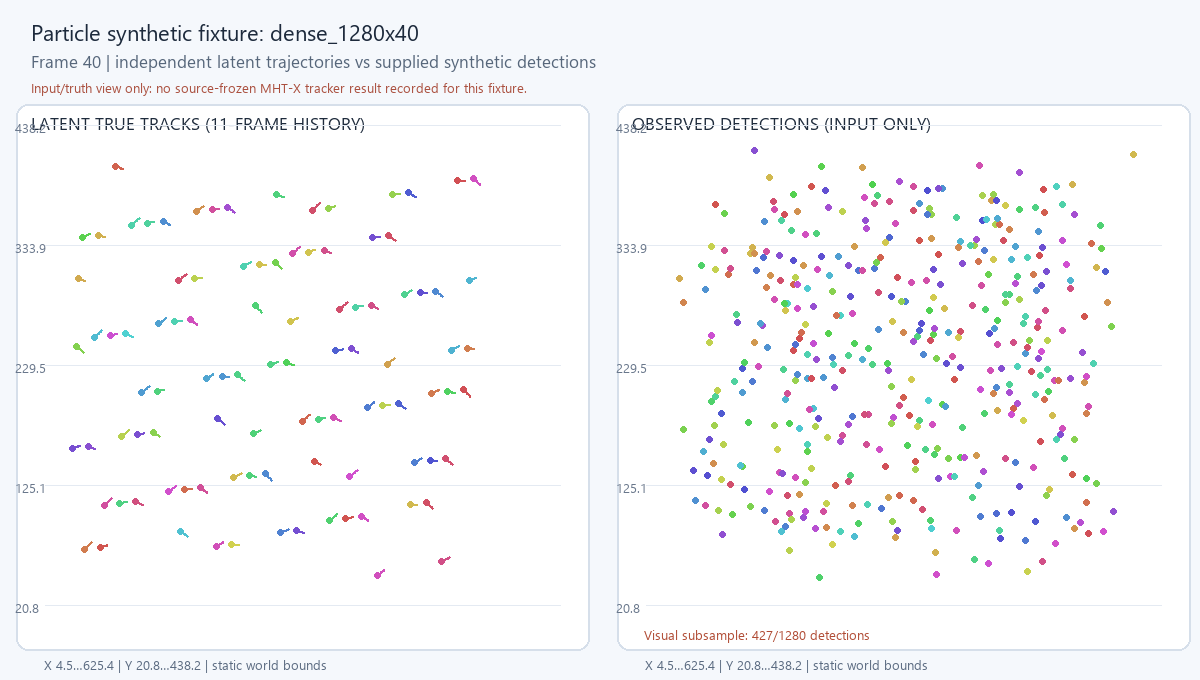 Particle synthetic fixture: dense_1280x40
Frame 40 | independent latent trajectories vs supplied synthetic detections
Input/truth view only: no source-frozen MHT-X tracker result recorded for this fixture.
LATENT TRUE TRACKS (11-FRAME HISTORY)
438.2
333.9
229.5
125.1
20.8
X 4.5...625.4 | Y 20.8...438.2 | static world bounds
OBSERVED DETECTIONS (INPUT ONLY)
438.2
333.9
229.5
125.1
20.8
Visual subsample: 427/1280 detections
X 4.5...625.4 | Y 20.8...438.2 | static world bounds